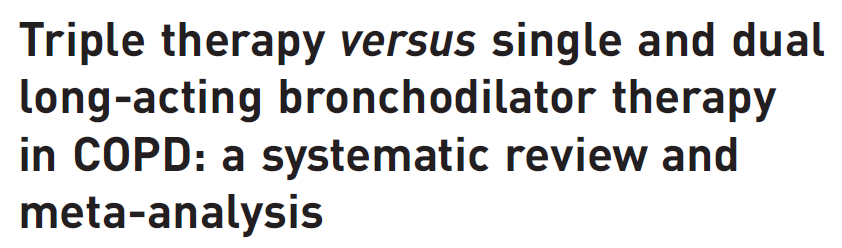 Triple therapy versus single and dual
long-acting bronchodilator therapy
in COPD: a systematic review and
meta-analysis